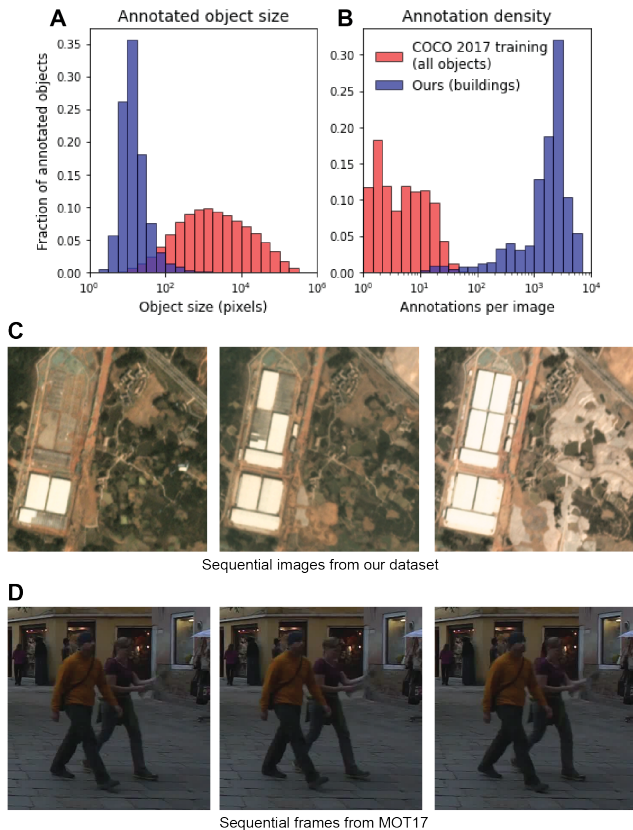 A
Annotated object size
Fraction of annotated objects
0.35
0.30
0.25
0.20
0.15
0.10
0.05
0.00
10⁰
10²
10⁴
10⁶
Object size (pixels)
B
Annotation density
COCO 2017 training
(all objects)
Ours (buildings)
0.30
0.25
0.20
0.15
0.10
0.05
0.00
10⁰
10¹
10²
10³
10⁴
Annotations per image
C
Sequential images from our dataset
D
Sequential frames from MOT17